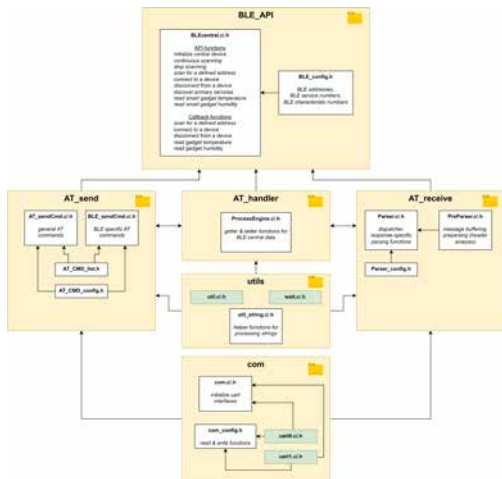 BLE_API
BLEcentral.c/.h
API-functions
initialize central device
continuous scanning
stop scanning
scan for a defined address
connect to a device
disconnect from a device
discover primary services
read smart gadget temperature
read smart gadget humidity
Callback-functions
scan for a defined address
connect to a device
disconnect from a device
read gadget temperature
read gadget humidity
BLE_config.h
BLE addresses,
BLE service numbers,
BLE characteristic numbers
AT_send
AT_sendCmd.c/.h
general AT
commands
BLE_sendCmd.c/.h
BLE specific AT
commands
AT_CMD_list.h
AT_CMD_config.h
AT_handler
ProcessEngine.c/.h
getter & setter functions for
BLE central data
AT_receive
Parser.c/.h
dispatcher,
response-specific
parsing functions
PreParser.c/.h
message buffering
preparsing (header
analysis)
Parser_config.h
utils
util.c/.h
wait.c/.h
util_string.c/.h
helper functions for
processing strings
com
com.c/.h
initialize uart
interfaces
com_config.h
read & write functions
uart0.c/.h
uart1.c/.h